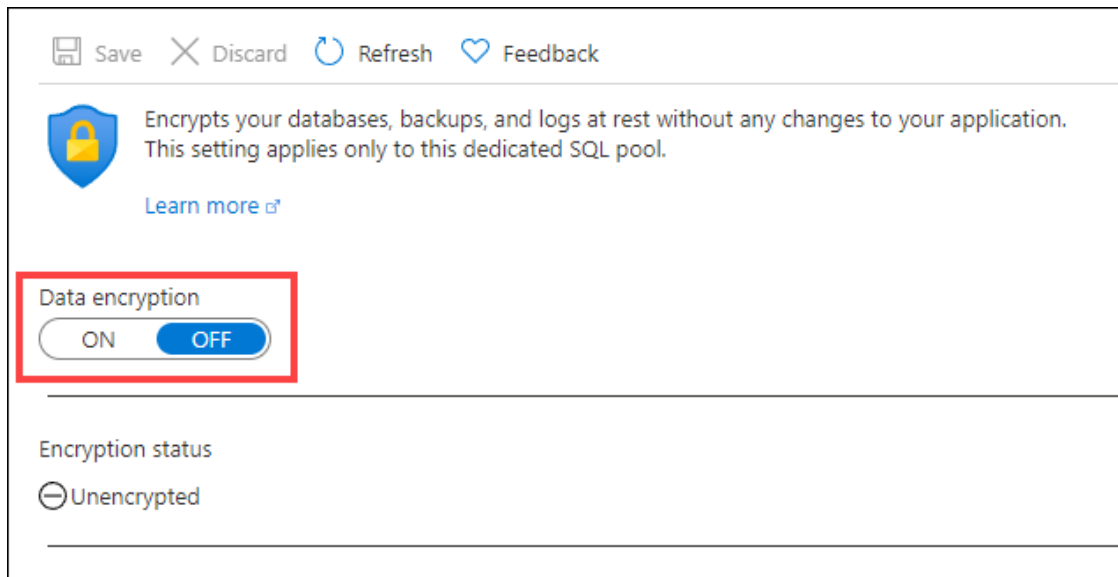 Save Discard Refresh Feedback
Encrypts your databases, backups, and logs at rest without any changes to your application.
This setting applies only to this dedicated SQL pool.
Learn more
Data encryption
ON OFF
Encryption status
Unencrypted